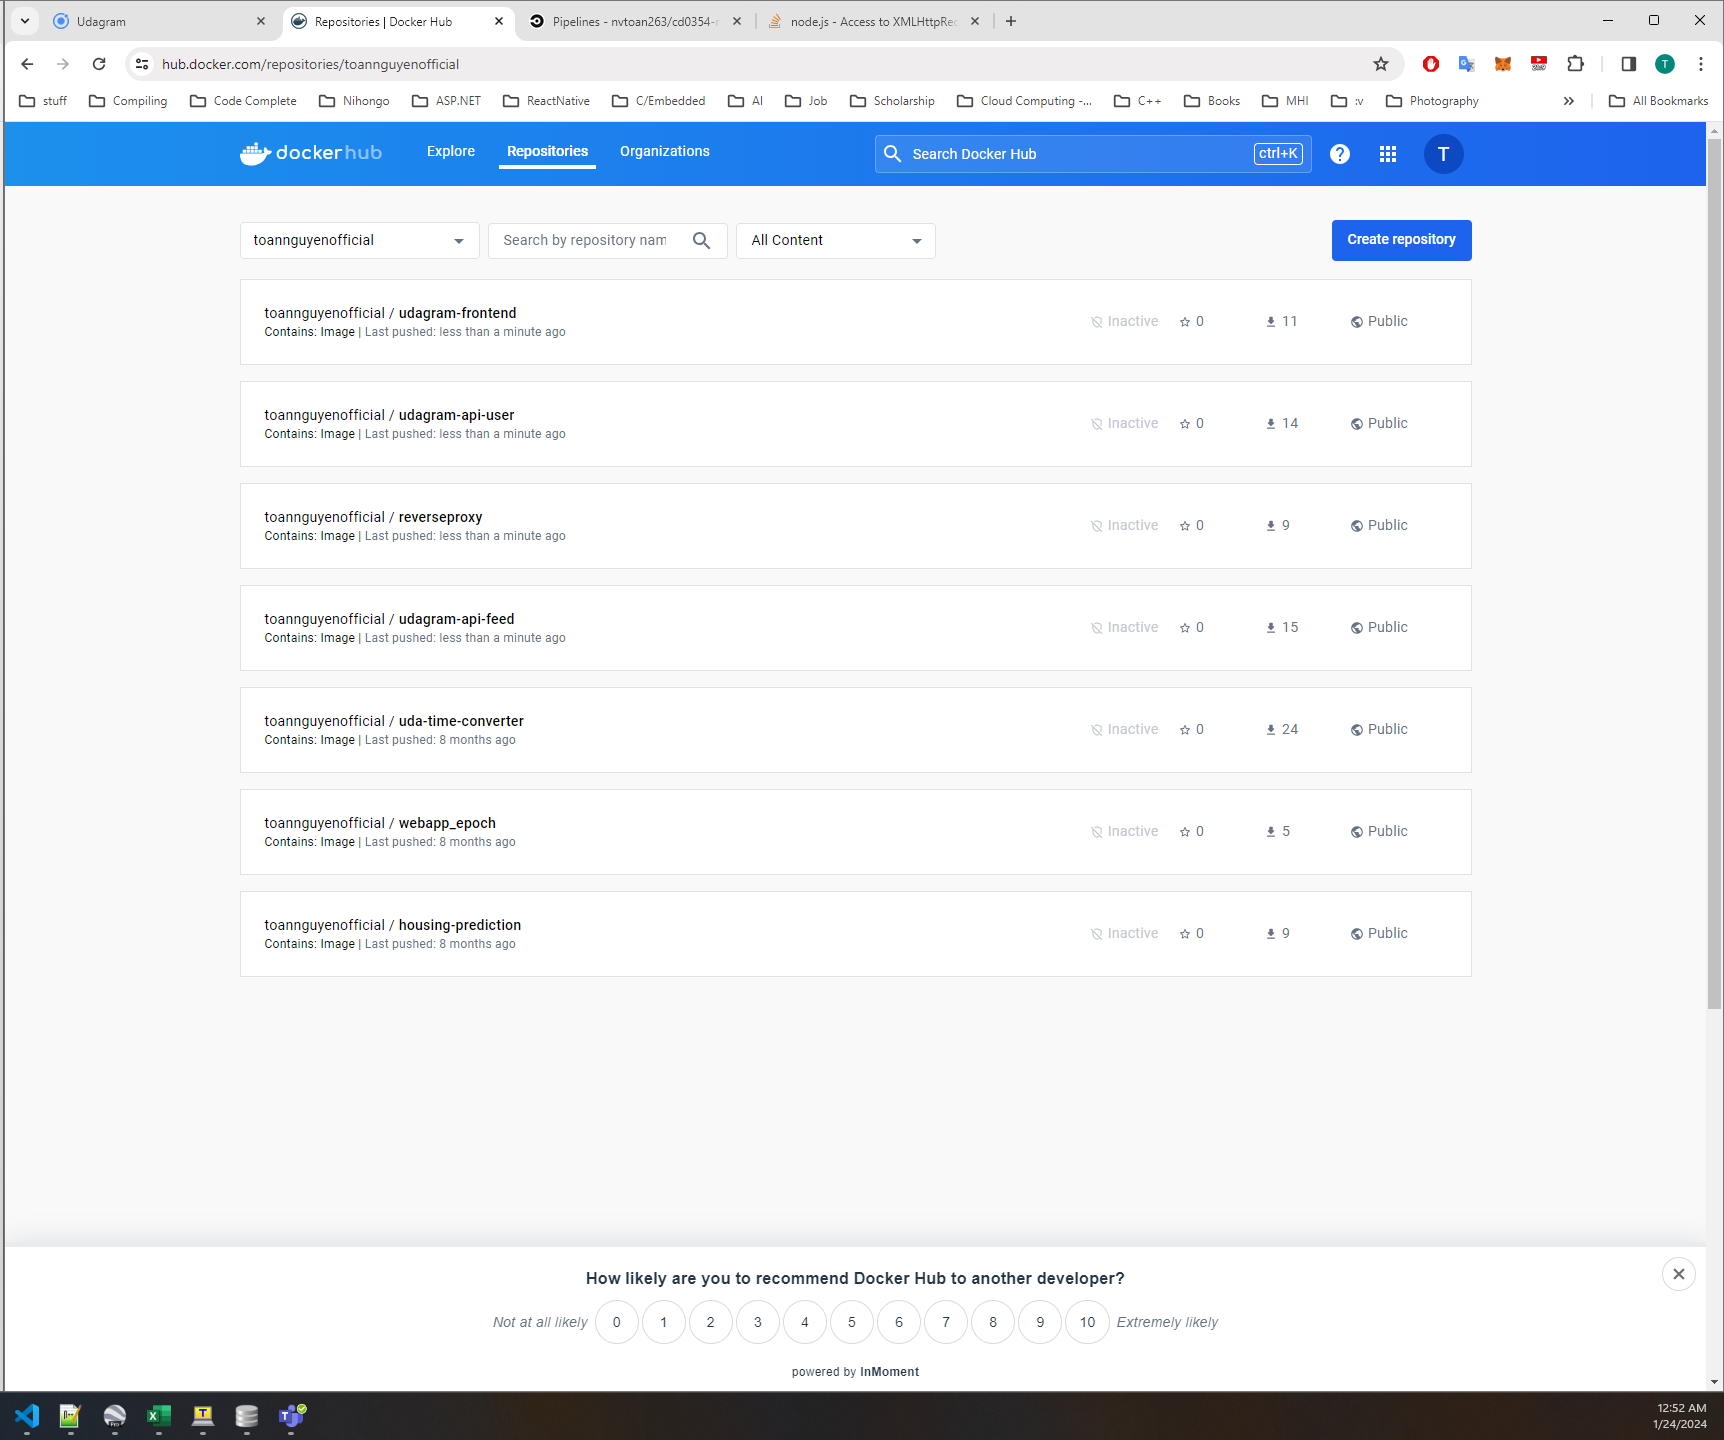 Udagram
Repositories | Docker Hub
Pipelines - nvtoan263/cd0354-
node.js - Access to XMLHttpRe
hub.docker.com/repositories/toannguyenofficial
T
stuff
Compiling
Code Complete
Nihongo
ASP.NET
ReactNative
C/Embedded
AI
Job
Scholarship
Cloud Computing -...
C++
Books
MHI
:v
Photography
All Bookmarks
dockerhub
Explore
Repositories
Organizations
Search Docker Hub
ctrl+K
T
toannguyenofficial
Search by repository nam
All Content
Create repository
toannguyenofficial / udagram-frontend
Contains: Image | Last pushed: less than a minute ago
Inactive 0 11 Public
toannguyenofficial / udagram-api-user
Contains: Image | Last pushed: less than a minute ago
Inactive 0 14 Public
toannguyenofficial / reverseproxy
Contains: Image | Last pushed: less than a minute ago
Inactive 0 9 Public
toannguyenofficial / udagram-api-feed
Contains: Image | Last pushed: less than a minute ago
Inactive 0 15 Public
toannguyenofficial / uda-time-converter
Contains: Image | Last pushed: 8 months ago
Inactive 0 24 Public
toannguyenofficial / webapp_epoch
Contains: Image | Last pushed: 8 months ago
Inactive 0 5 Public
toannguyenofficial / housing-prediction
Contains: Image | Last pushed: 8 months ago
Inactive 0 9 Public
How likely are you to recommend Docker Hub to another developer?
Not at all likely 0 1 2 3 4 5 6 7 8 9 10 Extremely likely
powered by InMoment
12:52 AM
1/24/2024